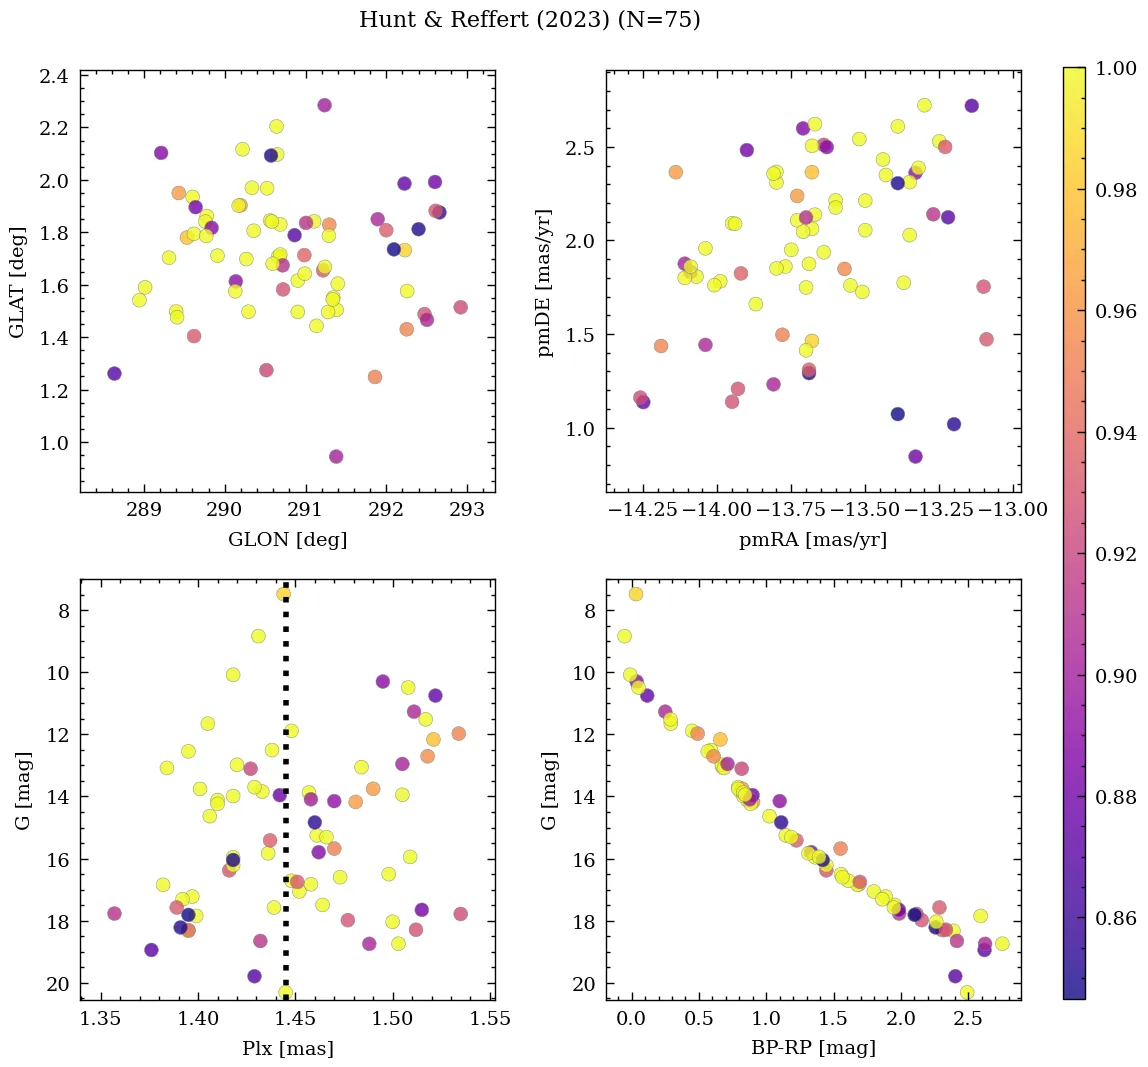 Hunt & Reffert (2023) (N=75)
2.4
2.2
2.0
1.8
1.6
1.4
1.2
1.0
GLAT [deg]
289 290 291 292 293
GLON [deg]
2.5
2.0
1.5
1.0
pmDE [mas/yr]
−14.25 −14.00 −13.75 −13.50 −13.25 −13.00
pmRA [mas/yr]
8
10
12
14
16
18
20
G [mag]
1.35 1.40 1.45 1.50 1.55
Plx [mas]
8
10
12
14
16
18
20
G [mag]
0.0 0.5 1.0 1.5 2.0 2.5
BP-RP [mag]
1.00
0.98
0.96
0.94
0.92
0.90
0.88
0.86